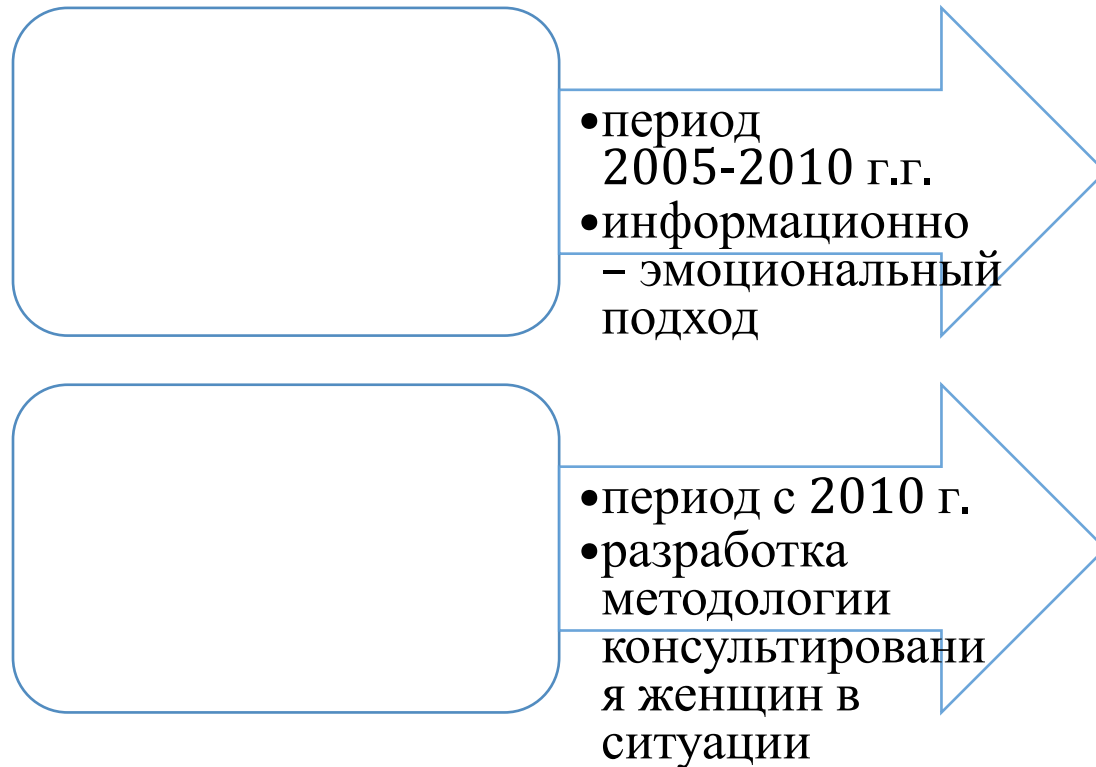 •период
2005-2010 г.г.
•информационно
– эмоциональный
подход
•период с 2010 г.
•разработка
методологии
консультировани
я женщин в
ситуации